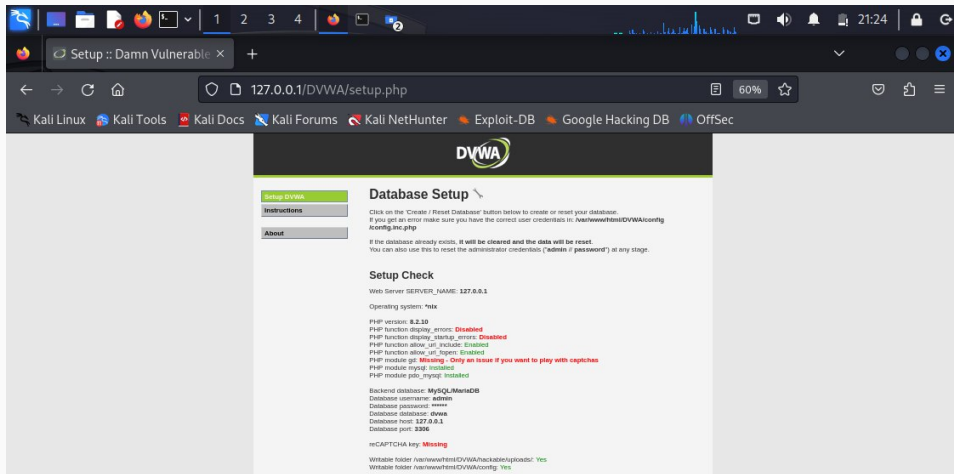 1 2 3 4 2 21:24
Setup :: Damn Vulnerable
127.0.0.1/DVWA/setup.php 60%
Kali Linux Kali Tools Kali Docs Kali Forums Kali NetHunter Exploit-DB Google Hacking DB OffSec
DVWA
Setup DVWA
Instructions
About
Database Setup
Click on the 'Create / Reset Database' button below to create or reset your database.
If you get an error make sure you have the correct user credentials in: /var/www/html/DVWA/config
/config.inc.php
If the database already exists, it will be cleared and the data will be reset.
You can also use this to reset the administrator credentials ("admin // password") at any stage.
Setup Check
Web Server SERVER_NAME: 127.0.0.1
Operating system: *nix
PHP version: 8.2.10
PHP function display_errors: Disabled
PHP function display_startup_errors: Disabled
PHP function allow_url_include: Enabled
PHP function allow_url_fopen: Enabled
PHP module gd: Missing - Only an issue if you want to play with captchas
PHP module mysql: Installed
PHP module pdo_mysql: Installed
Backend database: MySQL/MariaDB
Database username: admin
Database password: ******
Database database: dvwa
Database host: 127.0.0.1
Database port: 3306
reCAPTCHA key: Missing
Writable folder /var/www/html/DVWA/hackable/uploads/: Yes
Writable folder /var/www/html/DVWA/config: Yes